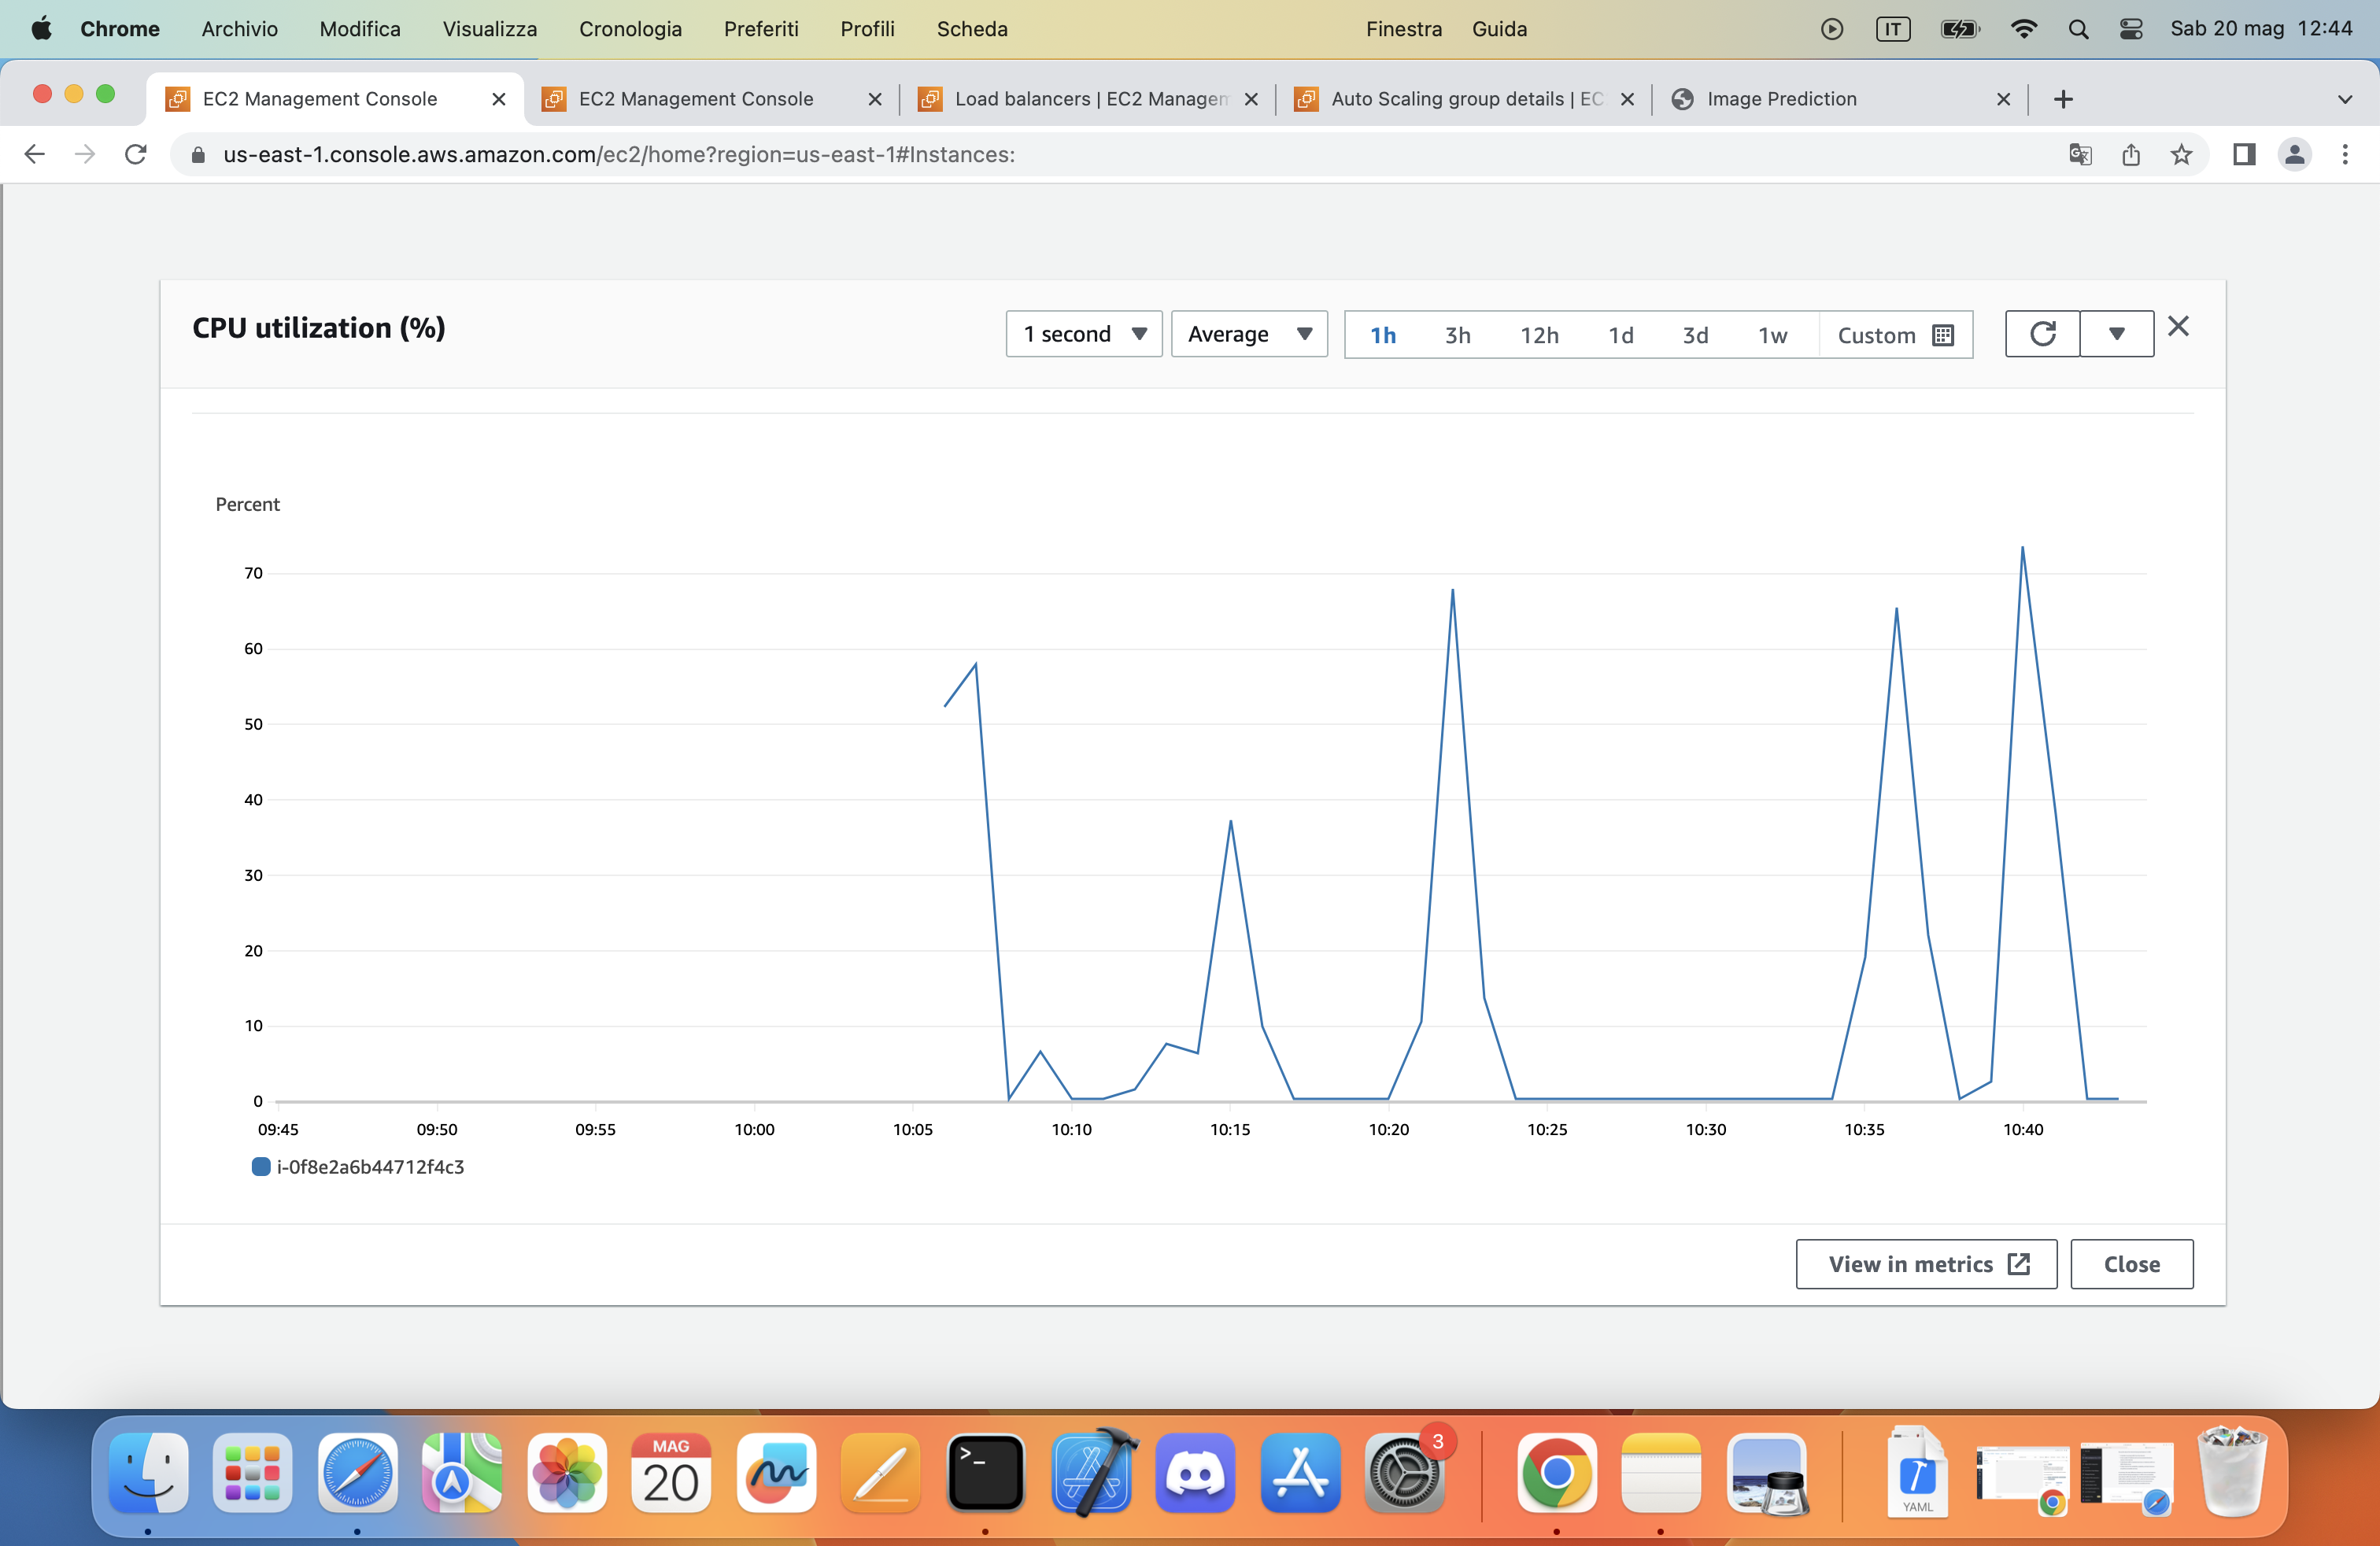 Chrome Archivio Modifica Visualizza Cronologia Preferiti Profili Scheda Finestra Guida IT Sab 20 mag 12:44
EC2 Management Console EC2 Management Console Load balancers | EC2 Managem Auto Scaling group details | EC Image Prediction
us-east-1.console.aws.amazon.com/ec2/home?region=us-east-1#Instances:
CPU utilization (%) 1 second Average 1h 3h 12h 1d 3d 1w Custom
Percent
70
60
50
40
30
20
10
0
09:45 09:50 09:55 10:00 10:05 10:10 10:15 10:20 10:25 10:30 10:35 10:40
i-0f8e2a6b44712f4c3
View in metrics Close
MAG
20
>_
3
YAML